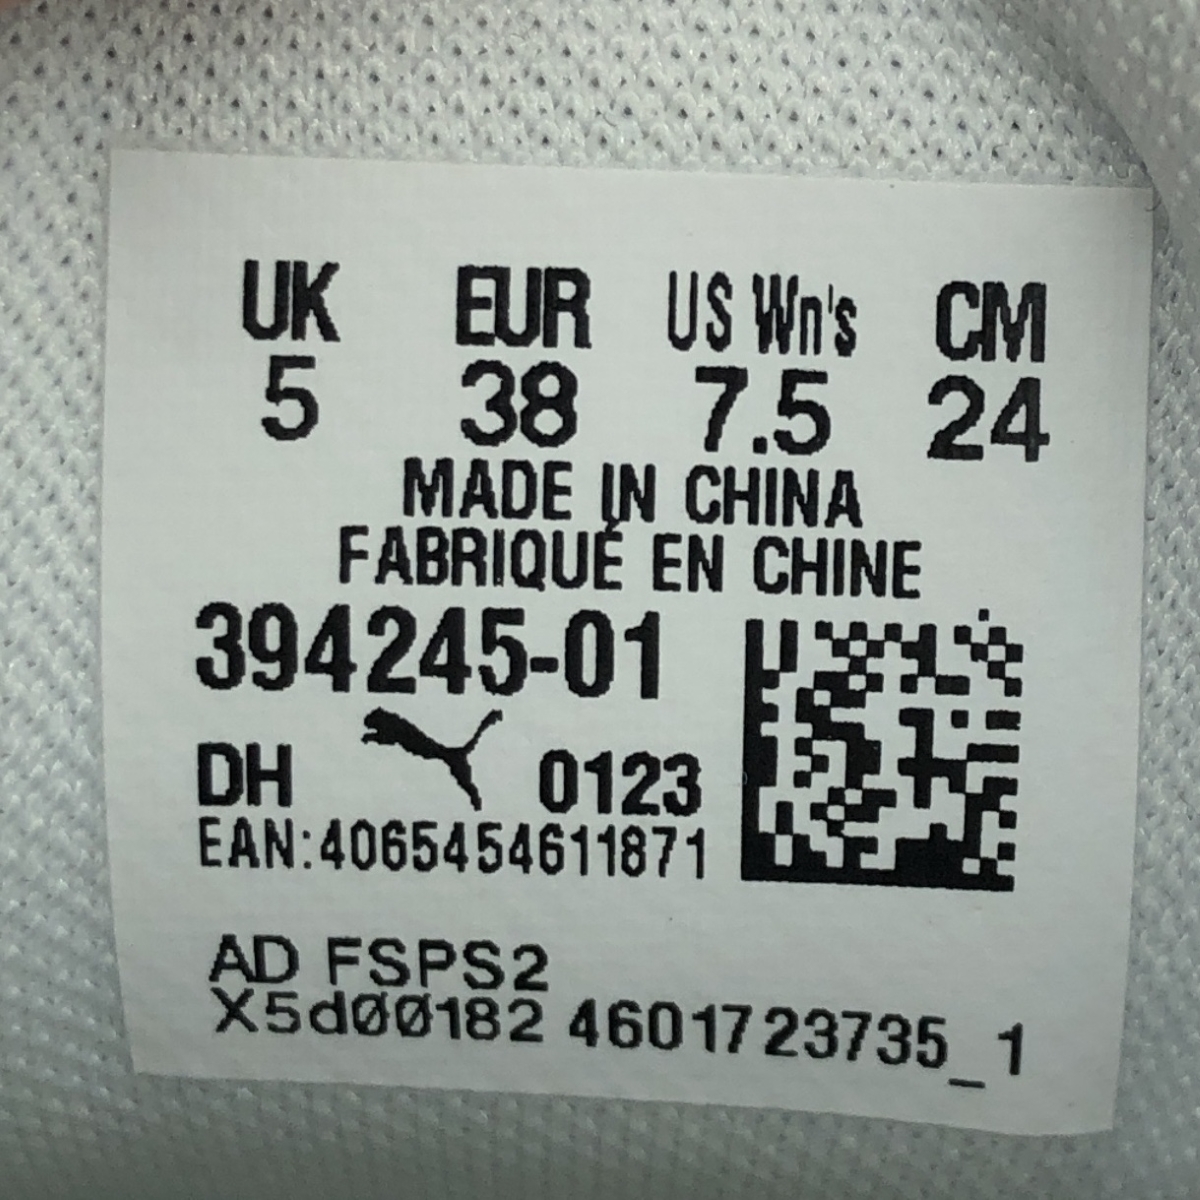 UK EUR US Wn's CM
5 38 7.5 24
MADE IN CHINA
FABRIQUÉ EN CHINE
394245-01
DH 0123
EAN:4065454611871
AD FSPS2
X5dØØ182 4601723735_1